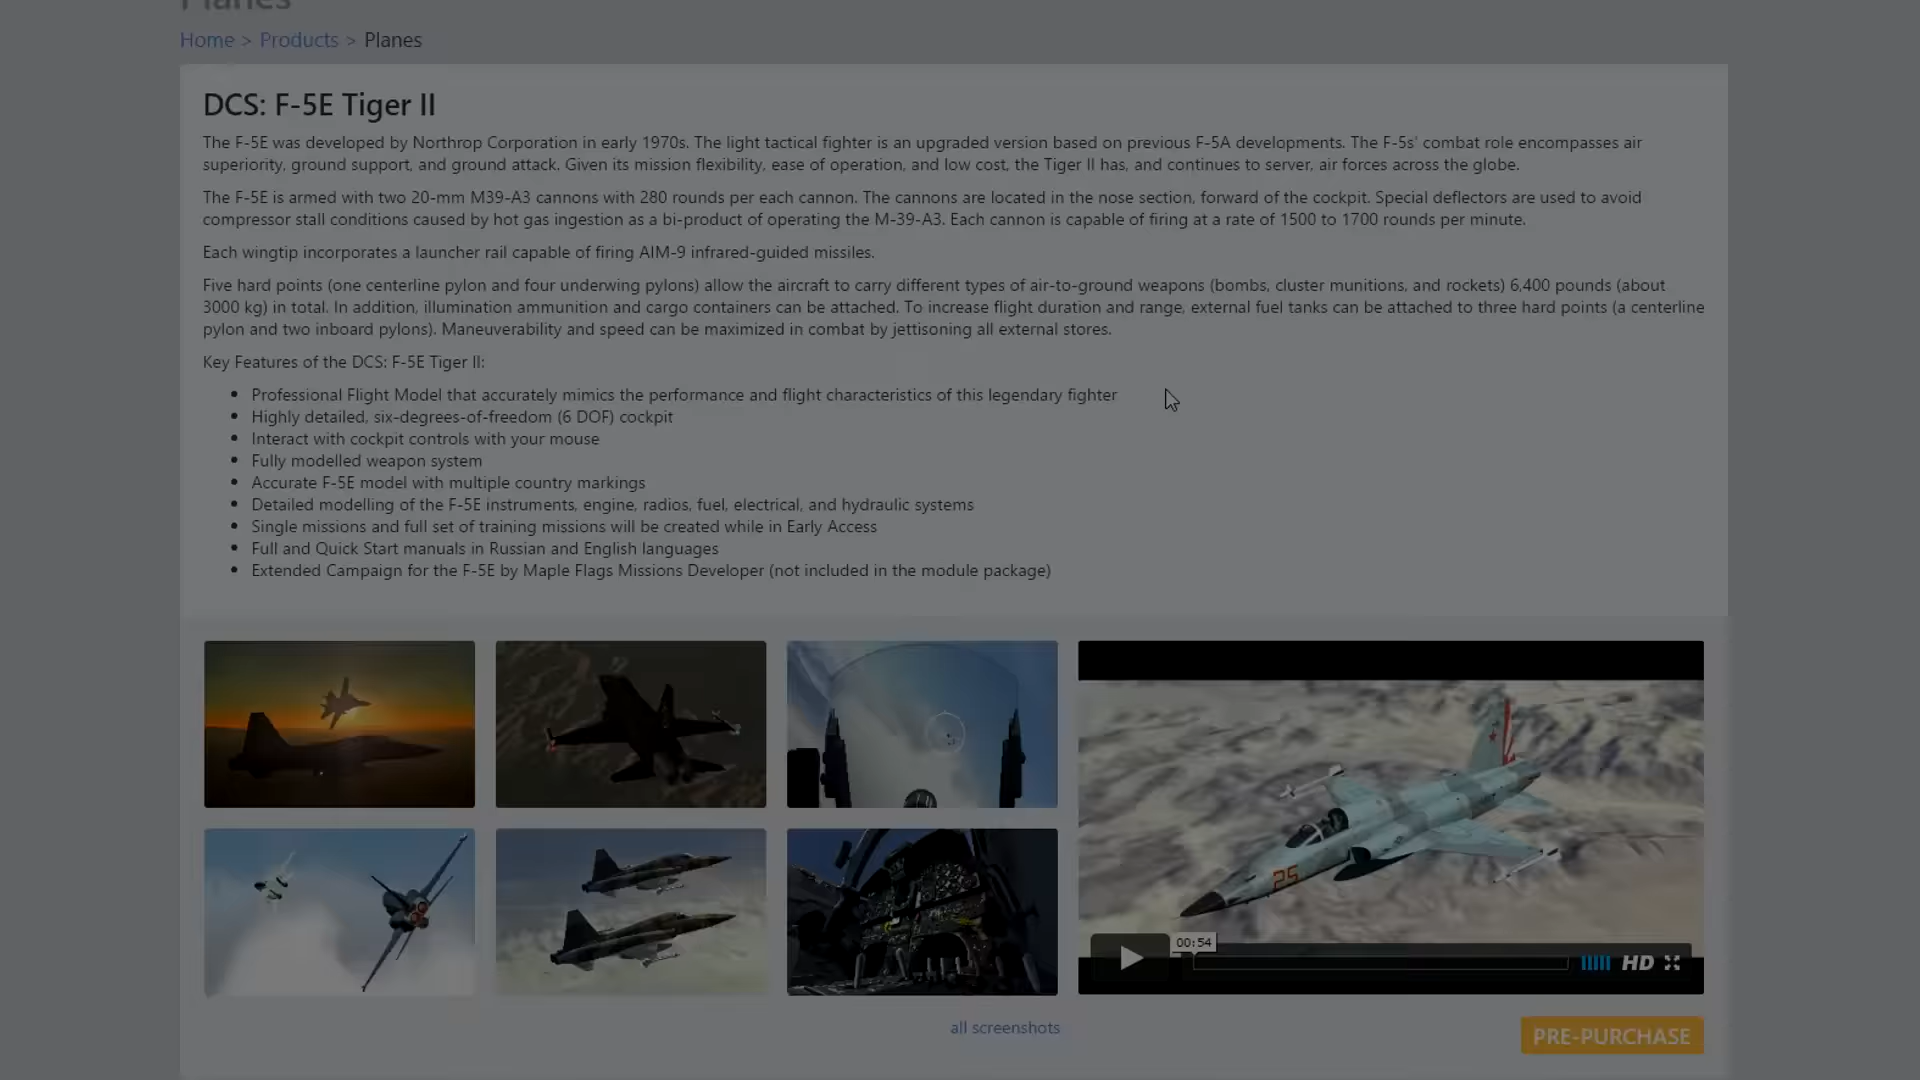 Planes
Home > Products > Planes
DCS: F-5E Tiger II
The F-5E was developed by Northrop Corporation in early 1970s. The light tactical fighter is an upgraded version based on previous F-5A developments. The F-5s' combat role encompasses air
superiority, ground support, and ground attack. Given its mission flexibility, ease of operation, and low cost, the Tiger II has, and continues to server, air forces across the globe.
The F-5E is armed with two 20-mm M39-A3 cannons with 280 rounds per each cannon. The cannons are located in the nose section, forward of the cockpit. Special deflectors are used to avoid
compressor stall conditions caused by hot gas ingestion as a bi-product of operating the M-39-A3. Each cannon is capable of firing at a rate of 1500 to 1700 rounds per minute.
Each wingtip incorporates a launcher rail capable of firing AIM-9 infrared-guided missiles.
Five hard points (one centerline pylon and four underwing pylons) allow the aircraft to carry different types of air-to-ground weapons (bombs, cluster munitions, and rockets) 6,400 pounds (about
3000 kg) in total. In addition, illumination ammunition and cargo containers can be attached. To increase flight duration and range, external fuel tanks can be attached to three hard points (a centerline
pylon and two inboard pylons). Maneuverability and speed can be maximized in combat by jettisoning all external stores.
Key Features of the DCS: F-5E Tiger II:
• Professional Flight Model that accurately mimics the performance and flight characteristics of this legendary fighter
• Highly detailed, six-degrees-of-freedom (6 DOF) cockpit
• Interact with cockpit controls with your mouse
• Fully modelled weapon system
• Accurate F-5E model with multiple country markings
• Detailed modelling of the F-5E instruments, engine, radios, fuel, electrical, and hydraulic systems
• Single missions and full set of training missions will be created while in Early Access
• Full and Quick Start manuals in Russian and English languages
• Extended Campaign for the F-5E by Maple Flags Missions Developer (not included in the module package)
25
00:54
HD
all screenshots
PRE-PURCHASE